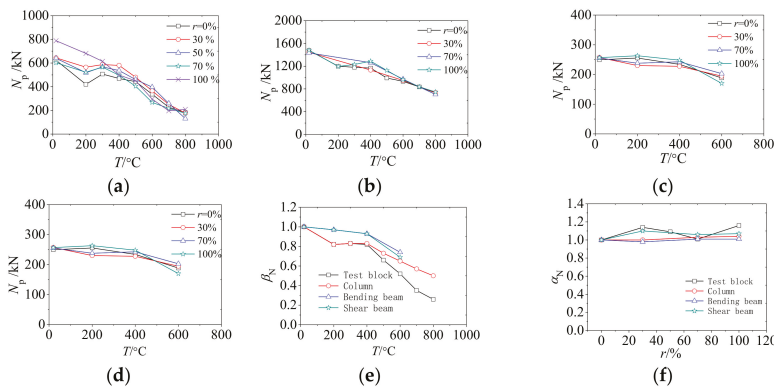 1000
800
600
400
200
0
N_p /kN
r=0%
30%
50 %
70 %
100 %
0 200 400 600 800 1000
T/°C
(a)
2000
1600
1200
800
400
0
N_p /kN
r=0%
30%
70%
100%
0 200 400 600 800 1000
T/°C
(b)
400
300
200
100
0
N_p /kN
r=0%
30%
70%
100%
0 200 400 600 800
T/°C
(c)
400
300
200
100
0
N_p /kN
r=0%
30%
70%
100%
0 200 400 600 800
T/°C
(d)
1.2
1.0
0.8
0.6
0.4
0.2
0.0
β_N
Test block
Column
Bending beam
Shear beam
0 200 400 600 800 1000
T/°C
(e)
1.4
1.2
1.0
0.8
0.6
0.4
0.2
0.0
α_N
Test block
Column
Bending beam
Shear beam
0 20 40 60 80 100 120
r/%
(f)